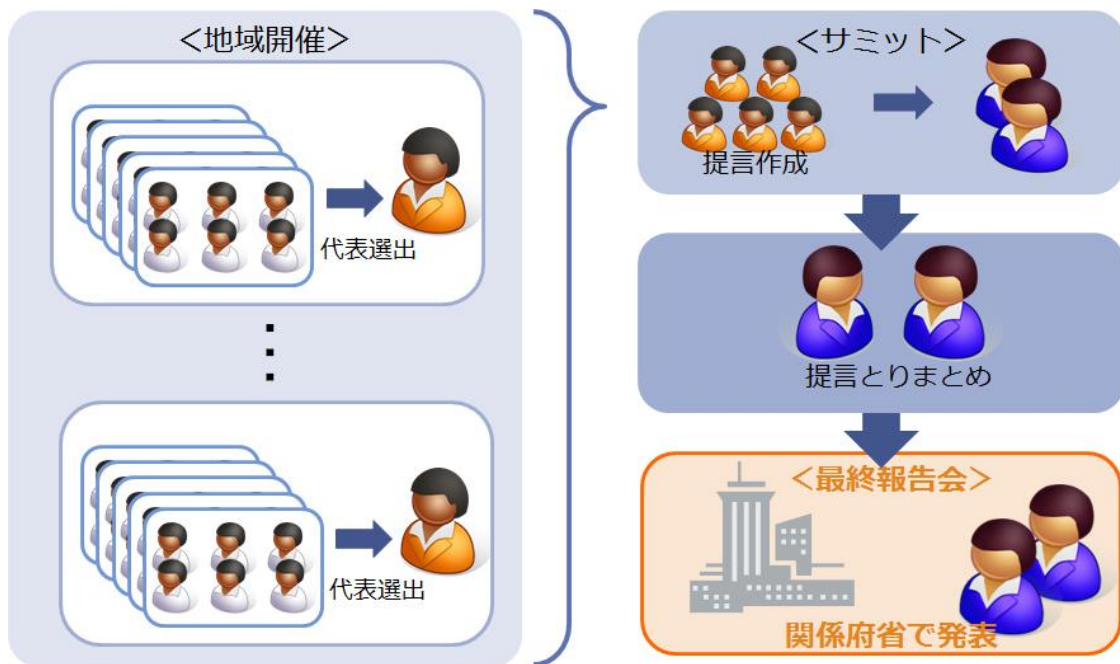 <地域開催>
代表選出
代表選出
<サミット>
提言作成
提言とりまとめ
<最終報告会>
関係府省で発表